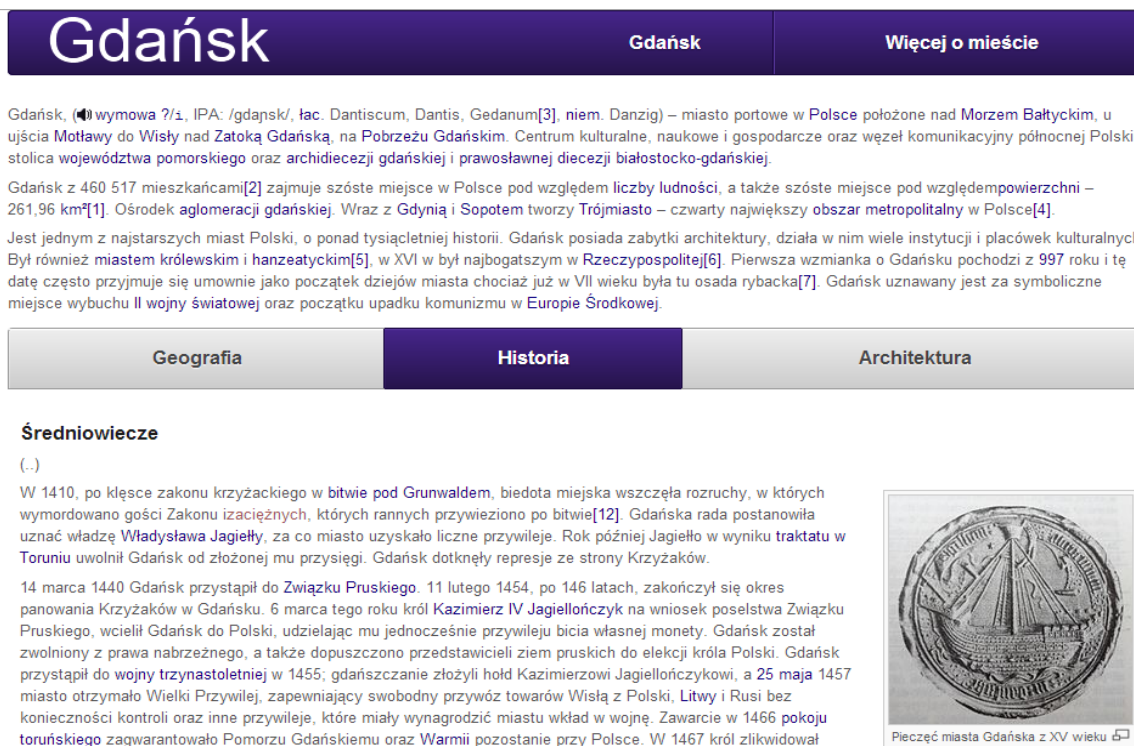 Gdańsk
Gdańsk
Więcej o mieście
Gdańsk, (wymowa ?/i, IPA: /gdaɲsk/, łac. Dantiscum, Dantis, Gedanum[3], niem. Danzig) – miasto portowe w Polsce położone nad Morzem Bałtyckim, u
ujścia Motławy do Wisły nad Zatoką Gdańską, na Pobrzeżu Gdańskim. Centrum kulturalne, naukowe i gospodarcze oraz węzeł komunikacyjny północnej Polski
stolica województwa pomorskiego oraz archidiecezji gdańskiej i prawosławnej diecezji białostocko-gdańskiej.
Gdańsk z 460 517 mieszkańcami[2] zajmuje szóste miejsce w Polsce pod względem liczby ludności, a także szóste miejsce pod względempowierzchni –
261,96 km²[1]. Ośrodek aglomeracji gdańskiej. Wraz z Gdynią i Sopotem tworzy Trójmiasto – czwarty największy obszar metropolitalny w Polsce[4].
Jest jednym z najstarszych miast Polski, o ponad tysiącletniej historii. Gdańsk posiada zabytki architektury, działa w nim wiele instytucji i placówek kulturalnyc
Był również miastem królewskim i hanzeatyckim[5], w XVI w był najbogatszym w Rzeczypospolitej[6]. Pierwsza wzmianka o Gdańsku pochodzi z 997 roku i tę
datę często przyjmuje się umownie jako początek dziejów miasta chociaż już w VII wieku była tu osada rybacka[7]. Gdańsk uznawany jest za symboliczne
miejsce wybuchu II wojny światowej oraz początku upadku komunizmu w Europie Środkowej.
Geografia
Historia
Architektura
Średniowiecze
(..)
W 1410, po klęsce zakonu krzyżackiego w bitwie pod Grunwaldem, biedota miejska wszczęła rozruchy, w których
wymordowano gości Zakonu izaciężnych, których rannych przywieziono po bitwie[12]. Gdańska rada postanowiła
uznać władzę Władysława Jagiełły, za co miasto uzyskało liczne przywileje. Rok później Jagiełło w wyniku traktatu w
Toruniu uwolnił Gdańsk od złożonej mu przysięgi. Gdańsk dotknęły represje ze strony Krzyżaków.
14 marca 1440 Gdańsk przystąpił do Związku Pruskiego. 11 lutego 1454, po 146 latach, zakończył się okres
panowania Krzyżaków w Gdańsku. 6 marca tego roku król Kazimierz IV Jagiellończyk na wniosek poselstwa Związku
Pruskiego, wcielił Gdańsk do Polski, udzielając mu jednocześnie przywileju bicia własnej monety. Gdańsk został
zwolniony z prawa nabrzeżnego, a także dopuszczono przedstawicieli ziem pruskich do elekcji króla Polski. Gdańsk
przystąpił do wojny trzynastoletniej w 1455; gdańszczanie złożyli hołd Kazimierzowi Jagiellończykowi, a 25 maja 1457
miasto otrzymało Wielki Przywilej, zapewniający swobodny przywóz towarów Wisłą z Polski, Litwy i Rusi bez
konieczności kontroli oraz inne przywileje, które miały wynagrodzić miastu wkład w wojnę. Zawarcie w 1466 pokoju
toruńskiego zagwarantowało Pomorzu Gdańskiemu oraz Warmii pozostanie przy Polsce. W 1467 król zlikwidował
Pieczęć miasta Gdańska z XV wieku